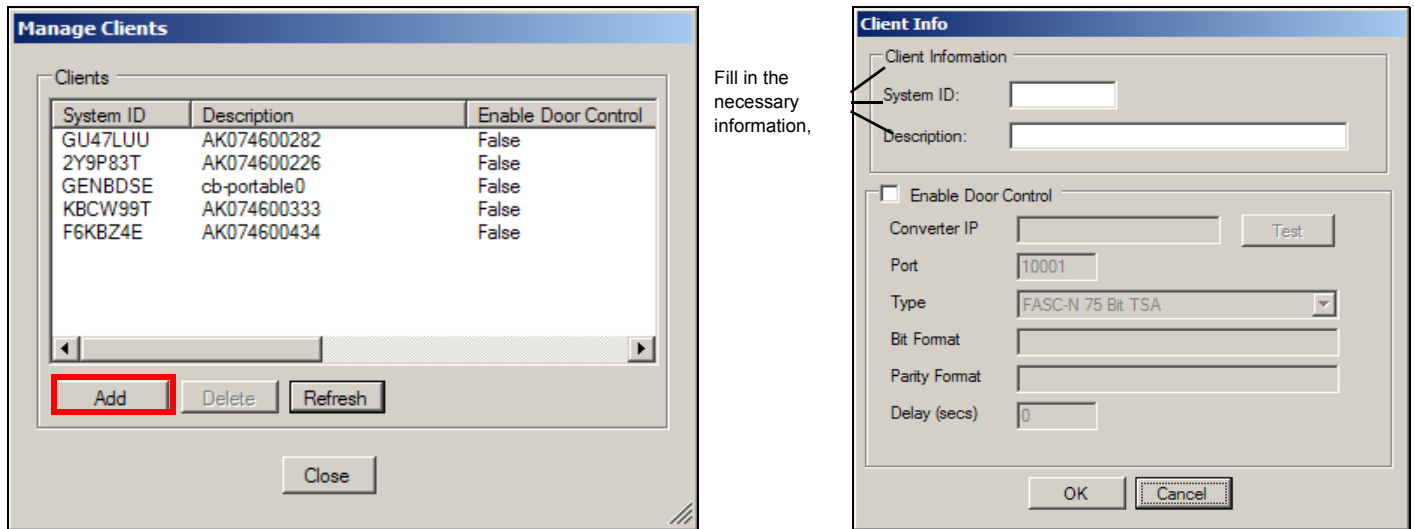 Manage Clients
Clients
System ID Description Enable Door Control
GU47LUU AK074600282 False
2Y9P83T AK074600226 False
GENBDSE cb-portable0 False
KBCW99T AK074600333 False
F6KBZ4E AK074600434 False
Add Delete Refresh
Close
Fill in the
necessary
information,
Client Info
Client Information
System ID:
Description:
Enable Door Control
Converter IP Test
Port 10001
Type FASC-N 75 Bit TSA
Bit Format
Parity Format
Delay (secs) 0
OK Cancel